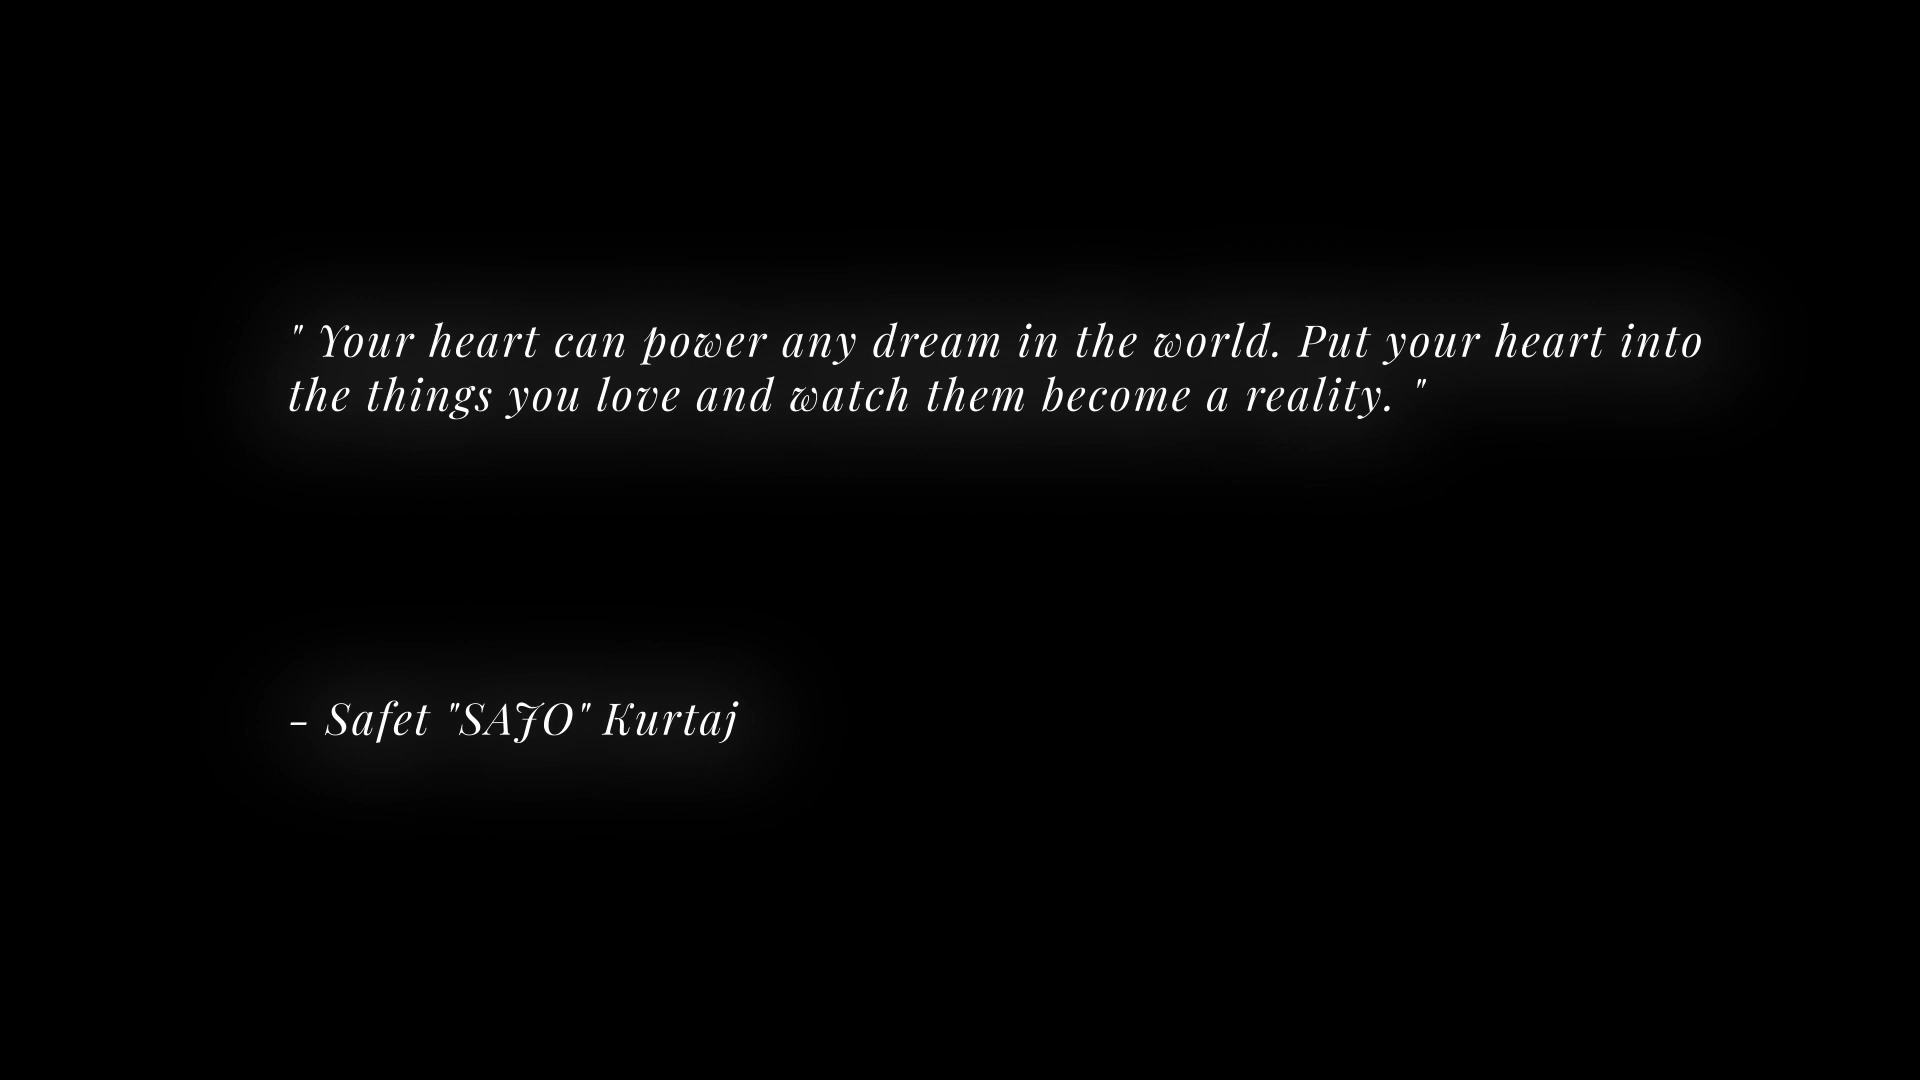 " Your heart can power any dream in the world. Put your heart into
the things you love and watch them become a reality. "
- Safet "SAJO" Kurtaj